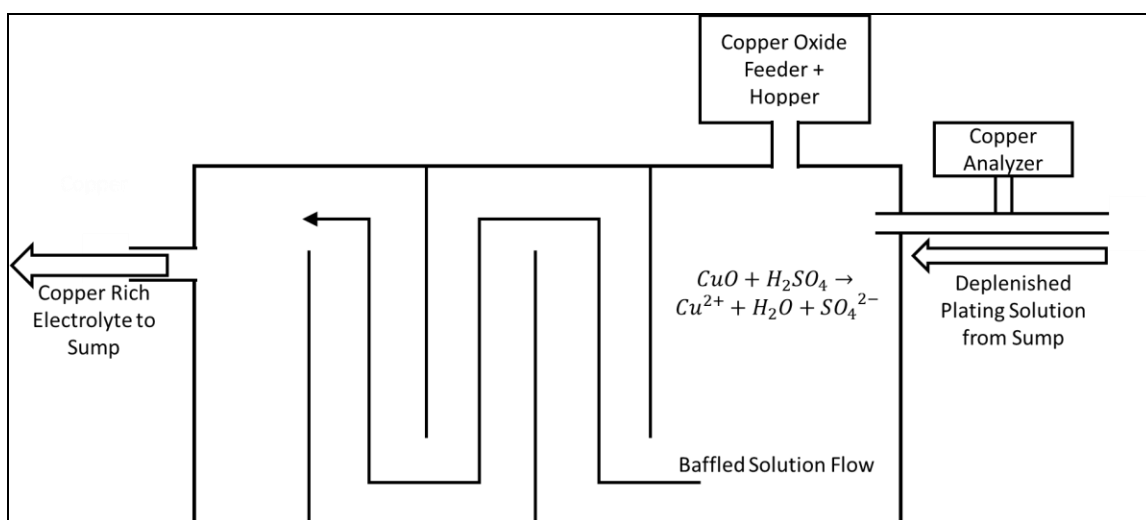 Copper Oxide
Feeder +
Hopper
Copper
Analyzer
CuO + H₂SO₄ →
Cu²⁺ + H₂O + SO₄²⁻
Copper Rich
Electrolyte to
Sump
Deplenished
Plating Solution
from Sump
Baffled Solution Flow